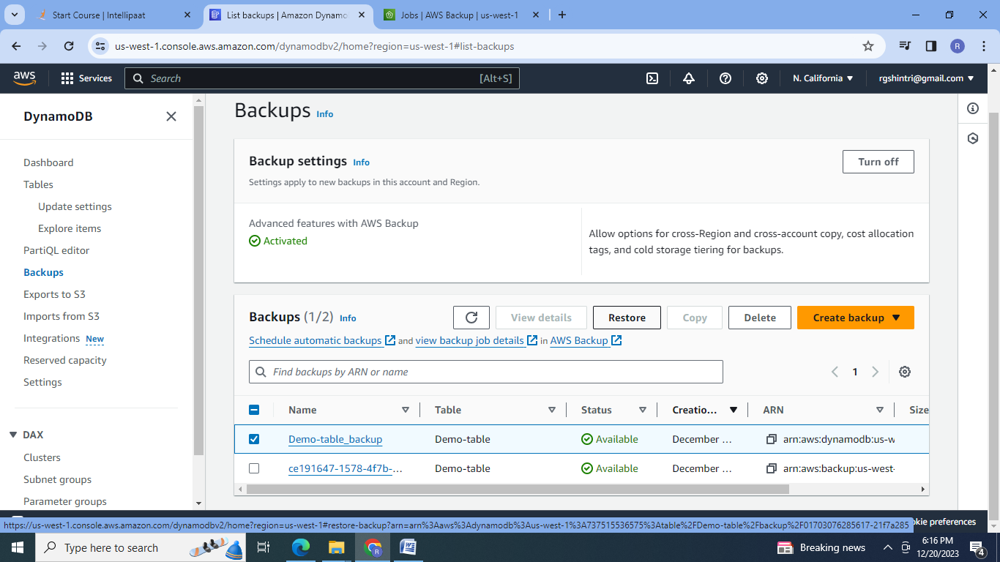 Start Course | Intellipaat
List backups | Amazon Dynamo
Jobs | AWS Backup | us-west-1
us-west-1.console.aws.amazon.com/dynamodbv2/home?region=us-west-1#list-backups
R
aws
Services
Search
[Alt+S]
N. California
rgshintri@gmail.com
DynamoDB
Dashboard
Tables
Update settings
Explore items
PartiQL editor
Backups
Exports to S3
Imports from S3
Integrations New
Reserved capacity
Settings
DAX
Clusters
Subnet groups
Parameter groups
Backups Info
Backup settings Info
Turn off
Settings apply to new backups in this account and Region.
Advanced features with AWS Backup
Activated
Allow options for cross-Region and cross-account copy, cost allocation
tags, and cold storage tiering for backups.
Backups (1/2) Info
View details
Restore
Copy
Delete
Create backup
Schedule automatic backups and view backup job details in AWS Backup
Find backups by ARN or name
1
Name Table Status Creatio... ARN Size
Demo-table_backup Demo-table Available December ... arn:aws:dynamodb:us-w
ce191647-1578-4f7b-... Demo-table Available December ... arn:aws:backup:us-west-
https://us-west-1.console.aws.amazon.com/dynamodbv2/home?region=us-west-1#restore-backup?arn=arn%3Aaws%3Adynamodb%3Aus-west-1%3A737515536575%3Atable%2FDemo-table%2Fbackup%2F01703076285617-21f7a285
kie preferences
Type here to search
R
Breaking news
6:16 PM
12/20/2023
4